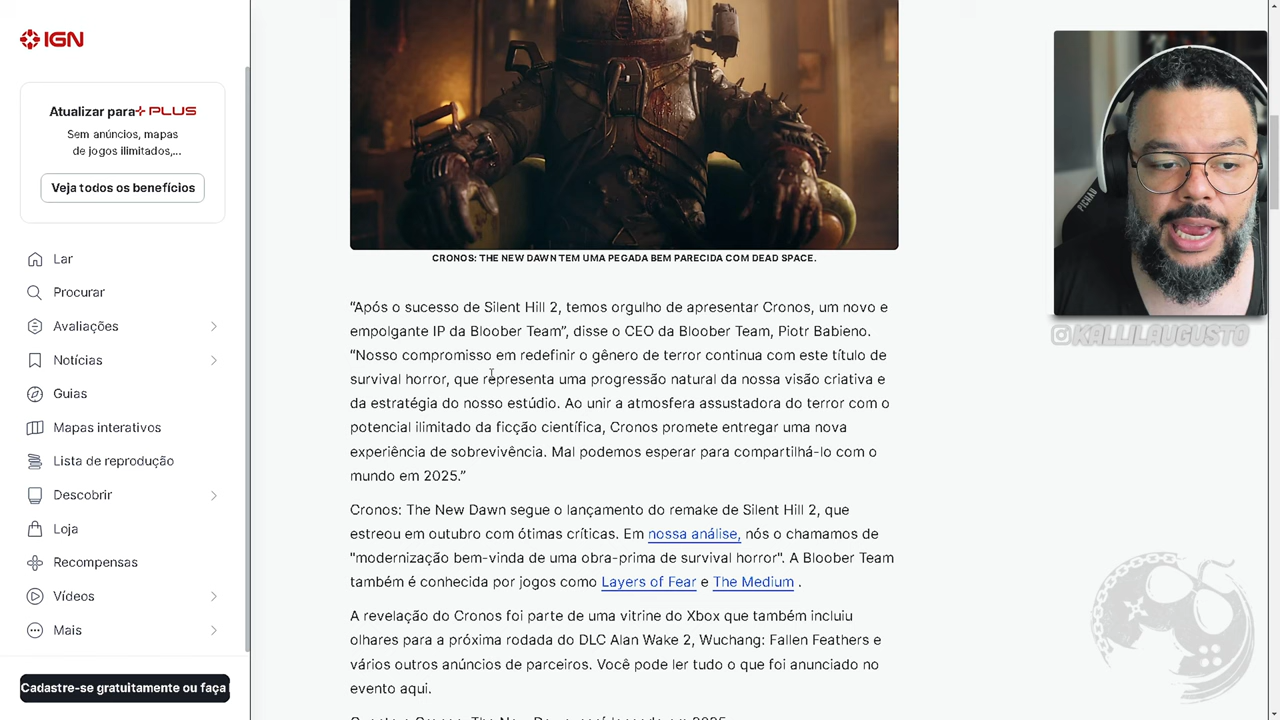 IGN
Atualizar para PLUS
Sem anúncios, mapas
de jogos ilimitados,...
Veja todos os benefícios
Lar
Procurar
Avaliações
Notícias
Guias
Mapas interativos
Lista de reprodução
Descobrir
Loja
Recompensas
Vídeos
Mais
Cadastre-se gratuitamente ou faça
CRONOS: THE NEW DAWN TEM UMA PEGADA BEM PARECIDA COM DEAD SPACE.
“Após o sucesso de Silent Hill 2, temos orgulho de apresentar Cronos, um novo e
empolgante IP da Bloober Team”, disse o CEO da Bloober Team, Piotr Babieno.
“Nosso compromisso em redefinir o gênero de terror continua com este título de
survival horror, que representa uma progressão natural da nossa visão criativa e
da estratégia do nosso estúdio. Ao unir a atmosfera assustadora do terror com o
potencial ilimitado da ficção científica, Cronos promete entregar uma nova
experiência de sobrevivência. Mal podemos esperar para compartilhá-lo com o
mundo em 2025.”
Cronos: The New Dawn segue o lançamento do remake de Silent Hill 2, que
estreou em outubro com ótimas críticas. Em nossa análise, nós o chamamos de
"modernização bem-vinda de uma obra-prima de survival horror". A Bloober Team
também é conhecida por jogos como Layers of Fear e The Medium .
A revelação do Cronos foi parte de uma vitrine do Xbox que também incluiu
olhares para a próxima rodada do DLC Alan Wake 2, Wuchang: Fallen Feathers e
vários outros anúncios de parceiros. Você pode ler tudo o que foi anunciado no
evento aqui.
PICHAU
@KALLILAUGUSTO